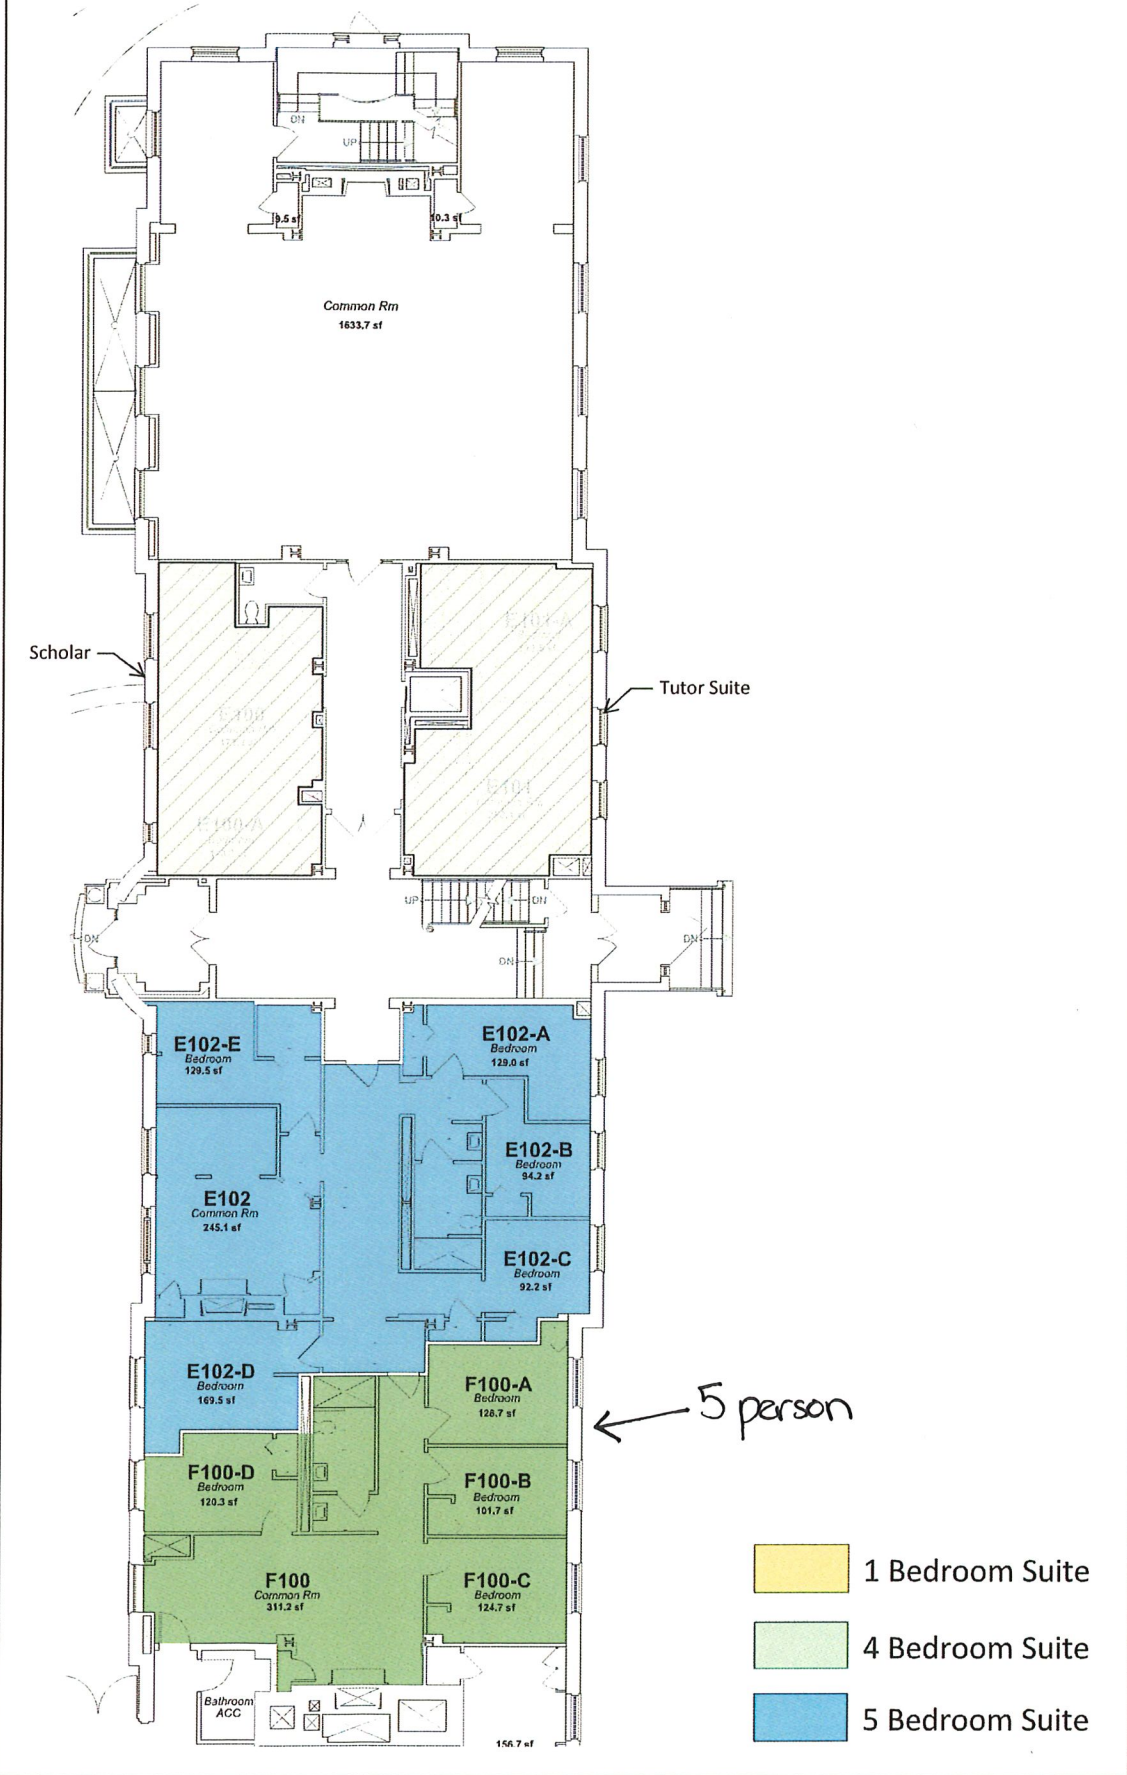 DN
UP
9.5 sf
10.3 sf
Common Rm
1633.7 sf
Scholar
E101-A
Tutor Suite
E100
E101
E100-A
UP
DN
DN
DN
DN
E102-E
Bedroom
129.5 sf
E102-A
Bedroom
129.0 sf
E102-B
Bedroom
94.2 sf
E102
Common Rm
245.1 sf
E102-C
Bedroom
92.2 sf
E102-D
Bedroom
169.5 sf
F100-A
Bedroom
128.7 sf
5 person
F100-D
Bedroom
120.3 sf
F100-B
Bedroom
101.7 sf
F100
Common Rm
311.2 sf
F100-C
Bedroom
124.7 sf
Bathroom
ACC
156.7 sf
1 Bedroom Suite
4 Bedroom Suite
5 Bedroom Suite